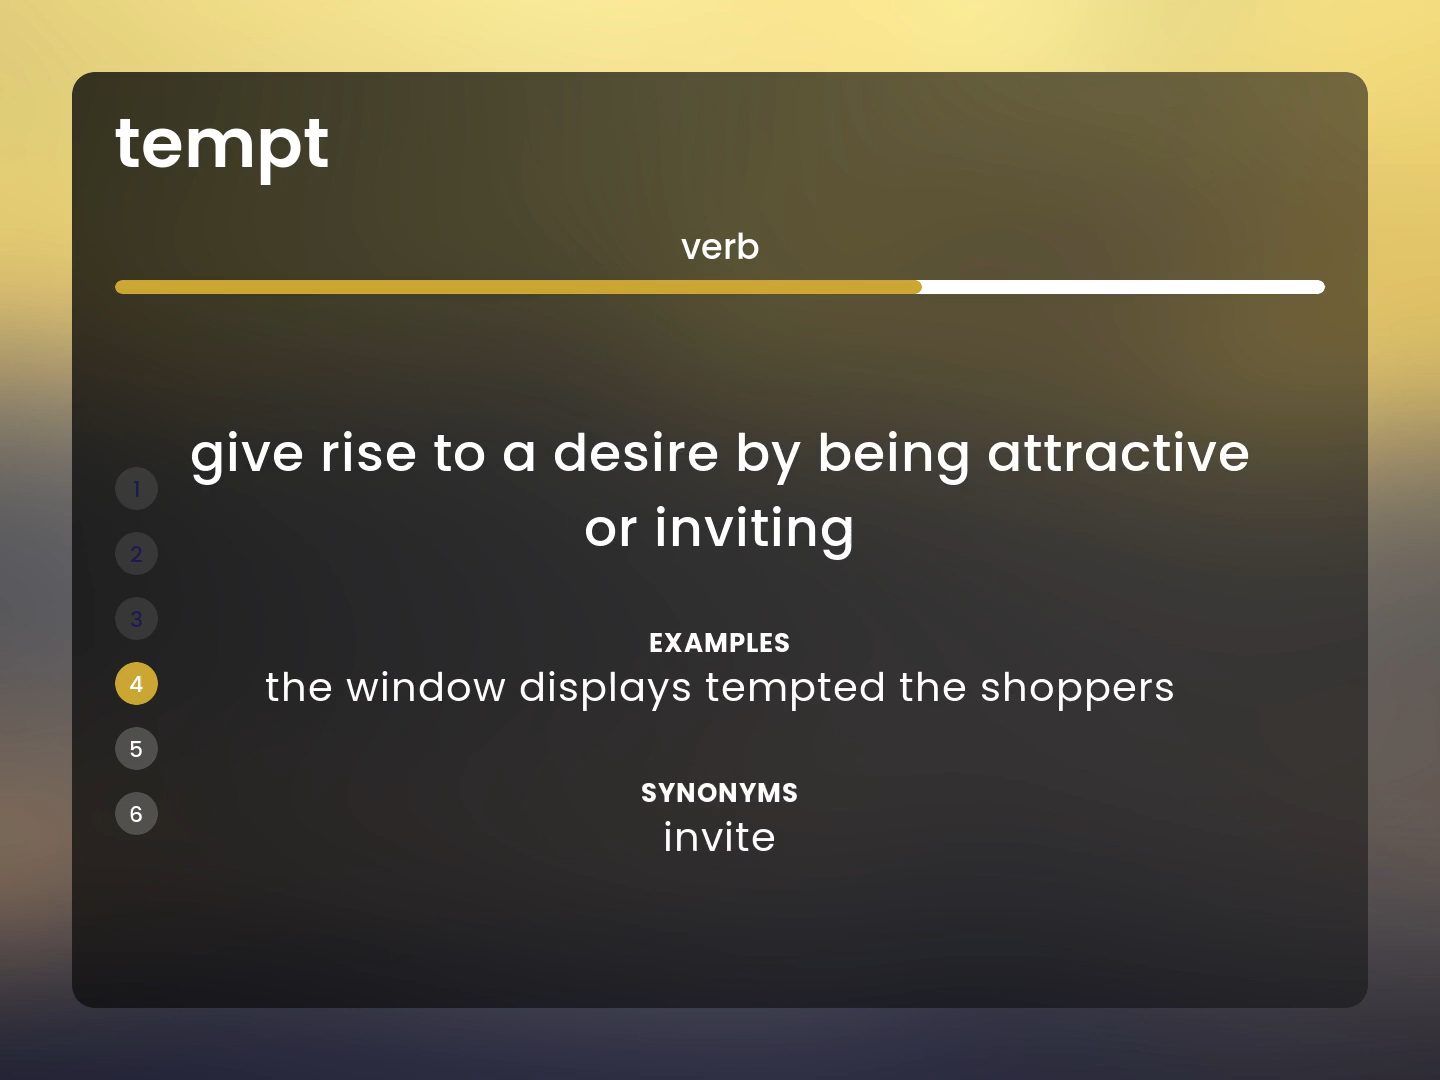 tempt
verb
give rise to a desire by being attractive
or inviting
1
2
3
4
5
6
EXAMPLES
the window displays tempted the shoppers
SYNONYMS
invite